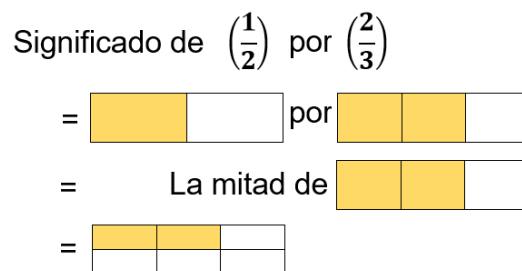 Significado de (1/2) por (2/3)
= por
= La mitad de
=